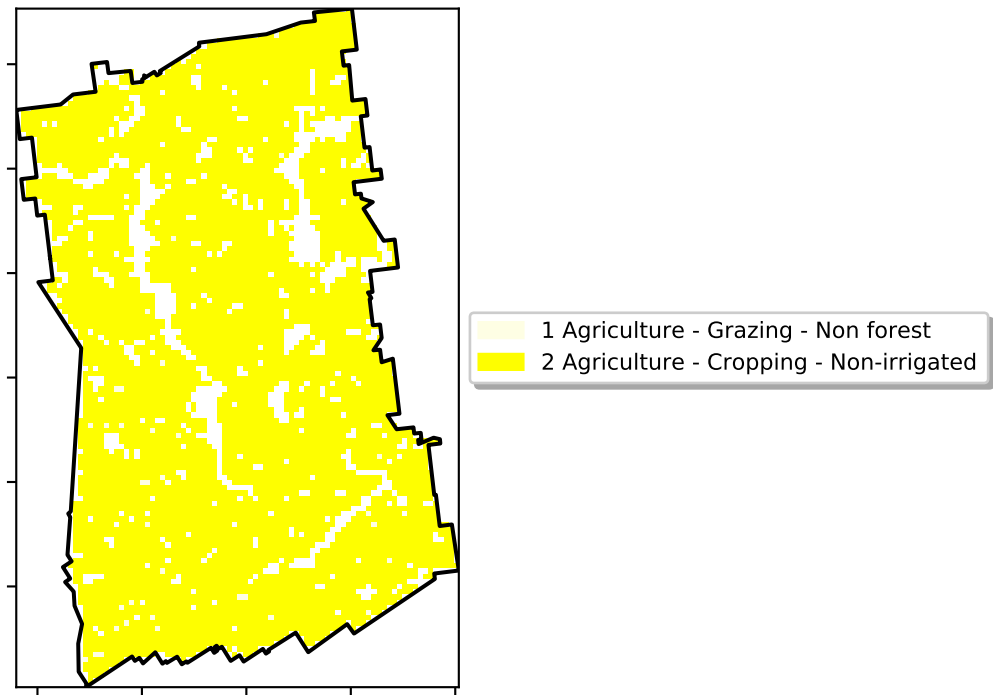 1 Agriculture - Grazing - Non forest
2 Agriculture - Cropping - Non-irrigated